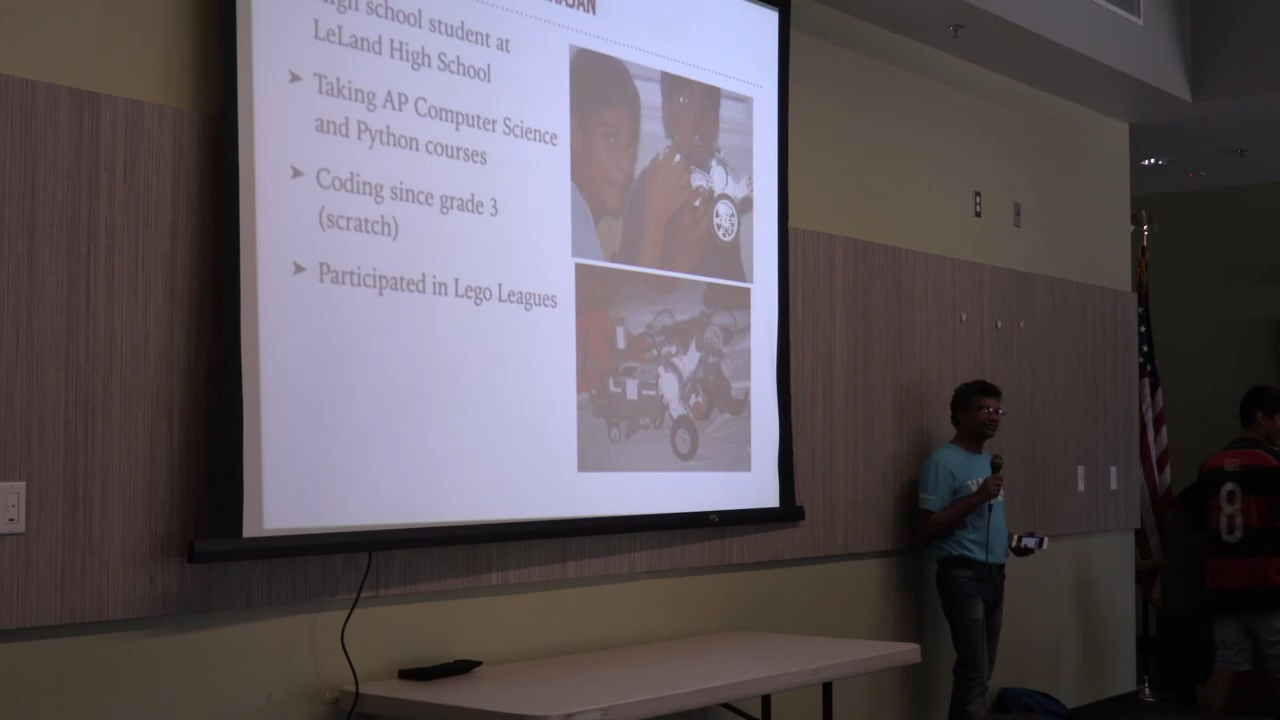 High school student at
LeLand High School
➤ Taking AP Computer Science
and Python courses
➤ Coding since grade 3
(scratch)
➤ Participated in Lego Leagues
8